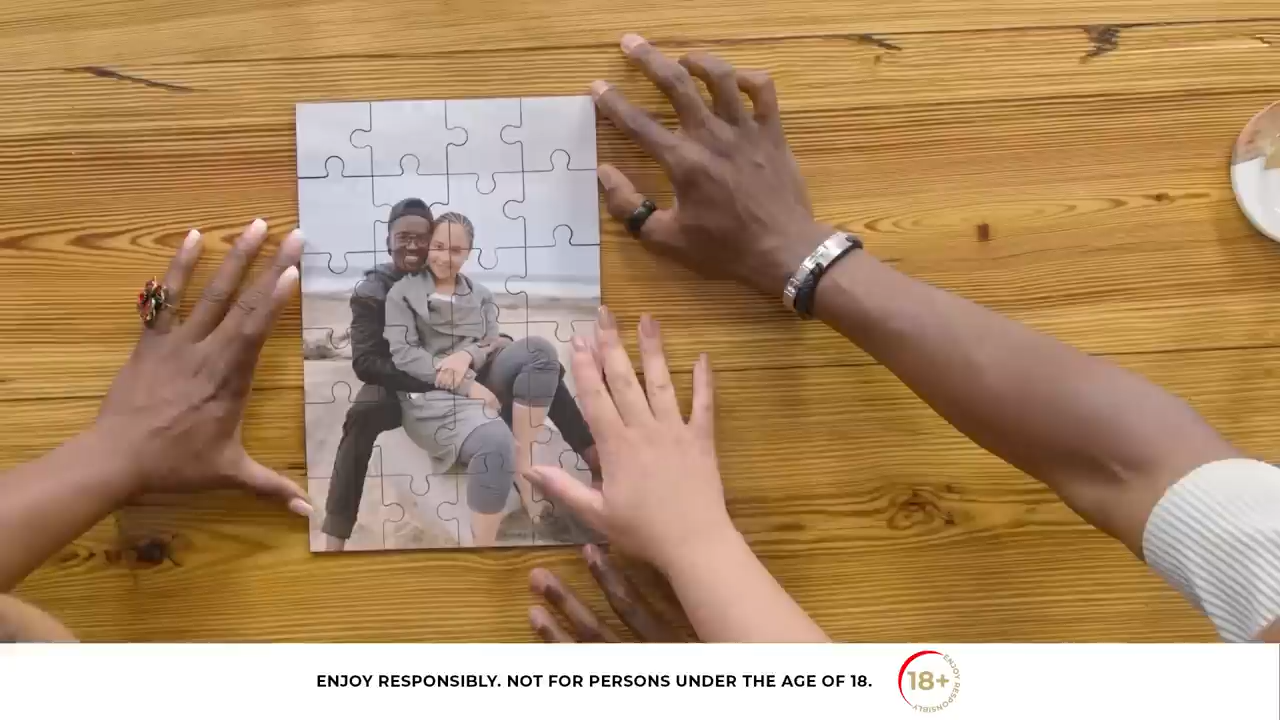 ENJOY RESPONSIBLY. NOT FOR PERSONS UNDER THE AGE OF 18.
18+
ENJOY RESPONSIBLY